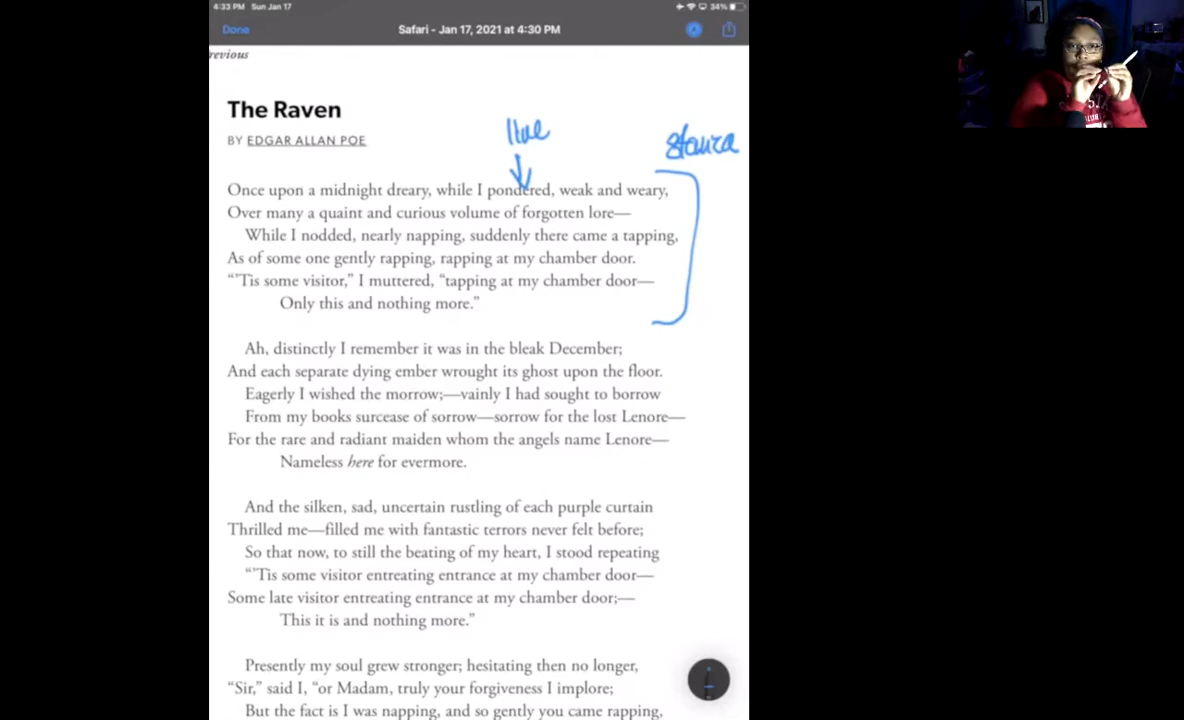 4:33 PM Sun Jan 17
34%
Done
Safari - Jan 17, 2021 at 4:30 PM
revious
The Raven
BY EDGAR ALLAN POE
line
stanza
Once upon a midnight dreary, while I pondered, weak and weary,
Over many a quaint and curious volume of forgotten lore—
While I nodded, nearly napping, suddenly there came a tapping,
As of some one gently rapping, rapping at my chamber door.
“’Tis some visitor,” I muttered, “tapping at my chamber door—
Only this and nothing more.”
Ah, distinctly I remember it was in the bleak December;
And each separate dying ember wrought its ghost upon the floor.
Eagerly I wished the morrow;—vainly I had sought to borrow
From my books surcease of sorrow—sorrow for the lost Lenore—
For the rare and radiant maiden whom the angels name Lenore—
Nameless here for evermore.
And the silken, sad, uncertain rustling of each purple curtain
Thrilled me—filled me with fantastic terrors never felt before;
So that now, to still the beating of my heart, I stood repeating
“’Tis some visitor entreating entrance at my chamber door—
Some late visitor entreating entrance at my chamber door;—
This it is and nothing more.”
Presently my soul grew stronger; hesitating then no longer,
“Sir,” said I, “or Madam, truly your forgiveness I implore;
But the fact is I was napping, and so gently you came rapping,